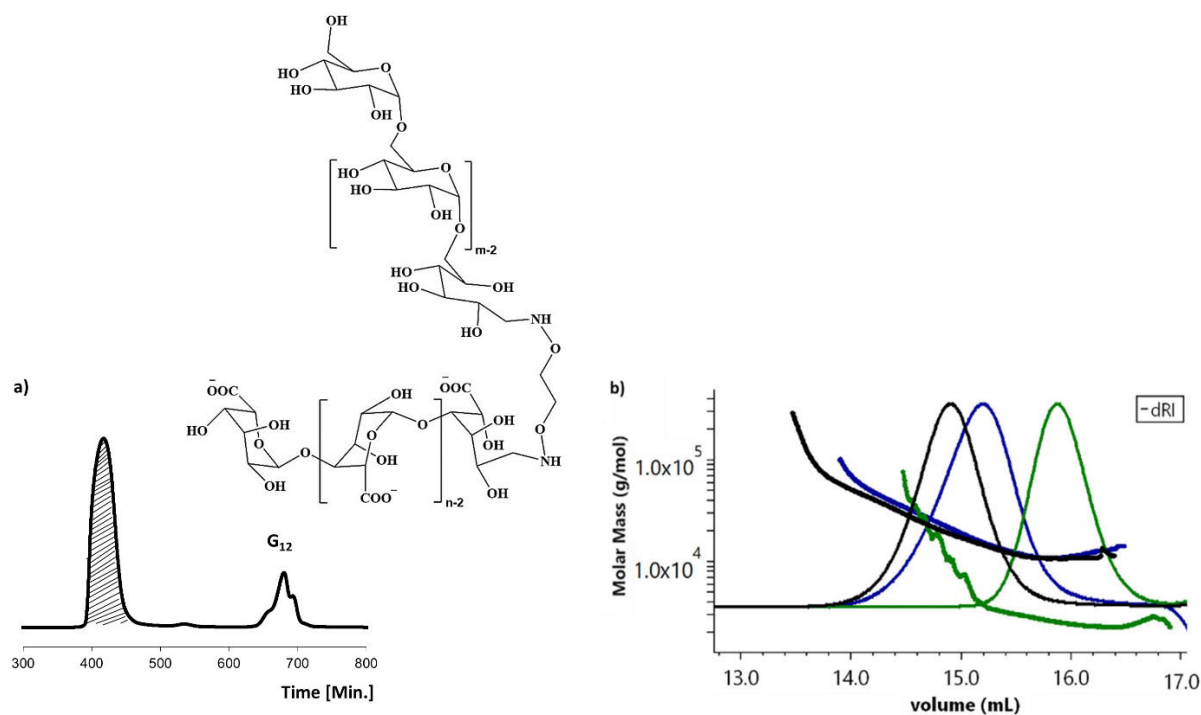 OH
HO O
HO
OH
O
HO O
HO
OH
O
m-2
HO OH
HO
HO NH
O
a) ⁻OOC OH ⁻OOC
O OH O
HO OH O OH OH
O OH NH
OH O OH
COO⁻
n-2
G₁₂
300 400 500 600 700 800
Time [Min.]
b)
-dRI
Molar Mass (g/mol)
1.0x10⁵
1.0x10⁴
13.0 14.0 15.0 16.0 17.0
volume (mL)